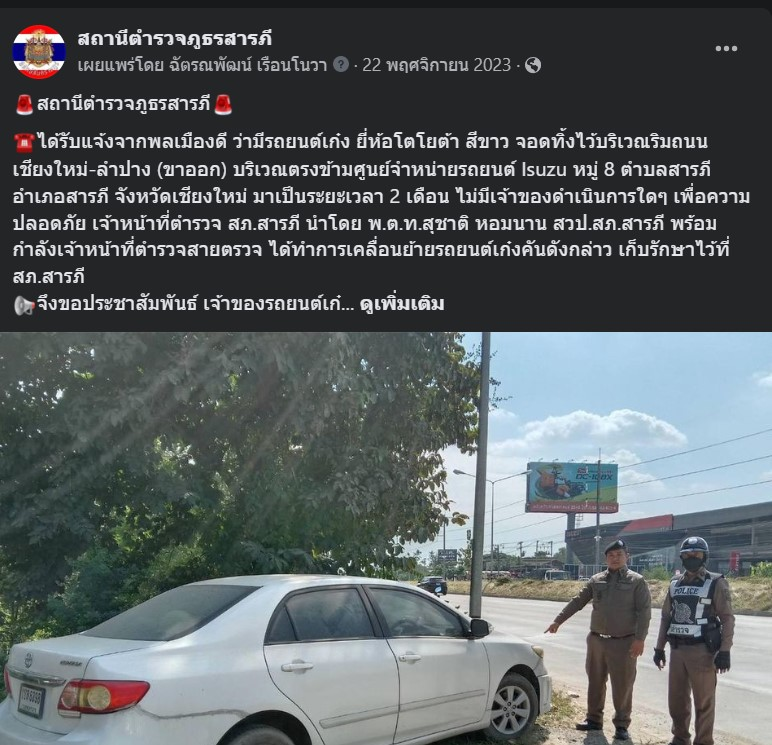 สถานีตำรวจภูธรสารภี
เผยแพร่โดย ฉัตรณพัฒน์ เรือนโนวา · 22 พฤศจิกายน 2023 ·
🚨สถานีตำรวจภูธรสารภี🚨
☎️ได้รับแจ้งจากพลเมืองดี ว่ามีรถยนต์เก๋ง ยี่ห้อโตโยต้า สีขาว จอดทิ้งไว้บริเวณริมถนน
เชียงใหม่-ลำปาง (ขาออก) บริเวณตรงข้ามศูนย์จำหน่ายรถยนต์ Isuzu หมู่ 8 ตำบลสารภี
อำเภอสารภี จังหวัดเชียงใหม่ มาเป็นระยะเวลา 2 เดือน ไม่มีเจ้าของดำเนินการใดๆ เพื่อความ
ปลอดภัย เจ้าหน้าที่ตำรวจ สภ.สารภี นำโดย พ.ต.ท.สุชาติ หอมนาน สวป.สภ.สารภี พร้อม
กำลังเจ้าหน้าที่ตำรวจสายตรวจ ได้ทำการเคลื่อนย้ายรถยนต์เก๋งคันดังกล่าว เก็บรักษาไว้ที่
สภ.สารภี
📢จึงขอประชาสัมพันธ์ เจ้าของรถยนต์เก๋... ดูเพิ่มเติม
POLICE
ตำรวจ